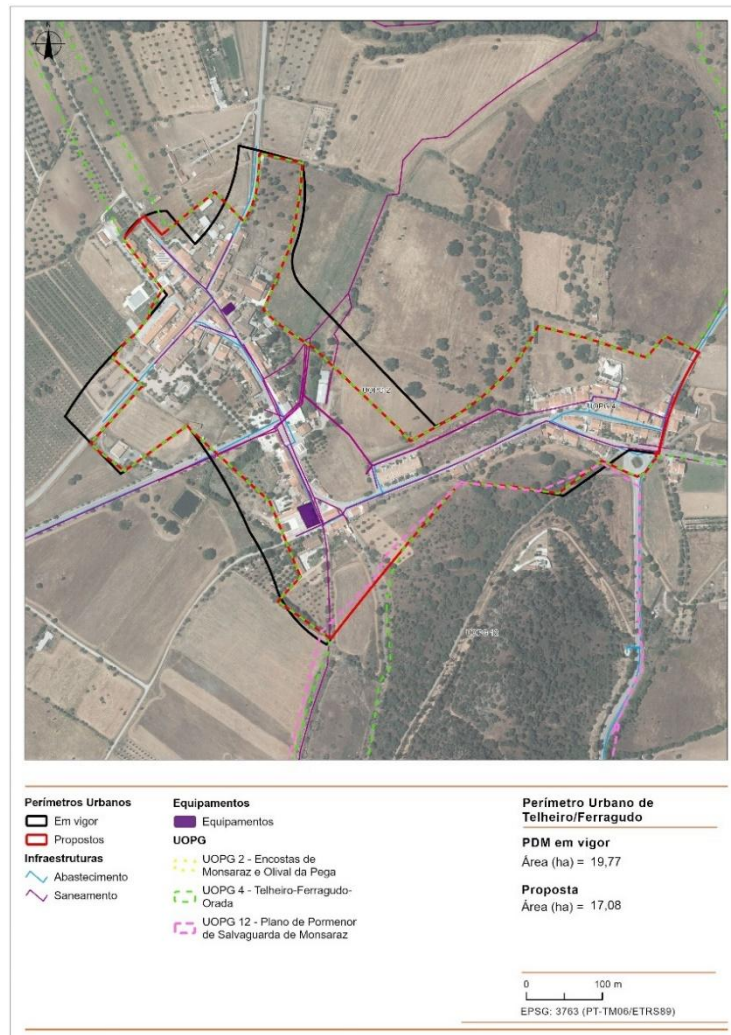 UOPG 2
UOPG 4
Perímetros Urbanos
Em vigor
Propostos
Infraestruturas
Abastecimento
Saneamento
Equipamentos
Equipamentos
UOPG
UOPG 2 - Encostas de
Monsaraz e Olival da Pega
UOPG 4 - Telheiro-Ferragudo-
Orada
UOPG 12 - Plano de Pormenor
de Salvaguarda de Monsaraz
Perímetro Urbano de
Telheiro/Ferragudo
PDM em vigor
Área (ha) = 19,77
Proposta
Área (ha) = 17,08
0 100 m
EPSG: 3763 (PT-TM06/ETRS89)